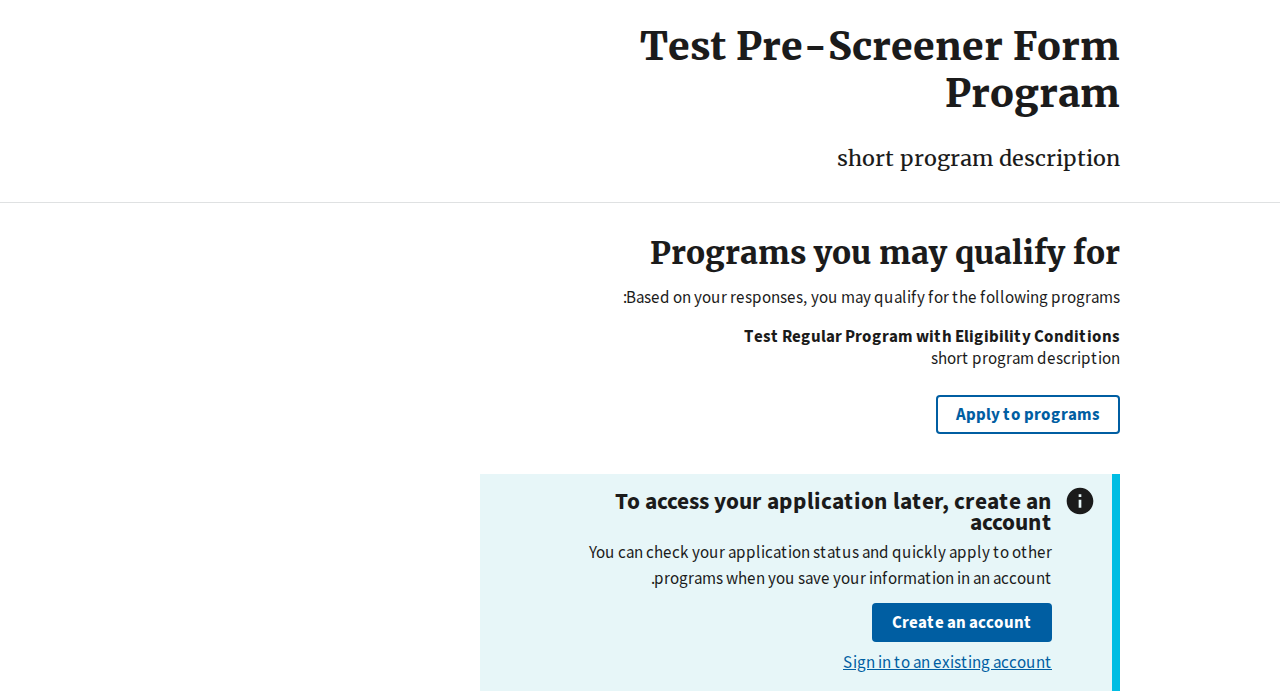 Test Pre-Screener Form
Program
short program description
Programs you may qualify for
:Based on your responses, you may qualify for the following programs
Test Regular Program with Eligibility Conditions
short program description
Apply to programs
To access your application later, create an
account
You can check your application status and quickly apply to other
.programs when you save your information in an account
Create an account
Sign in to an existing account